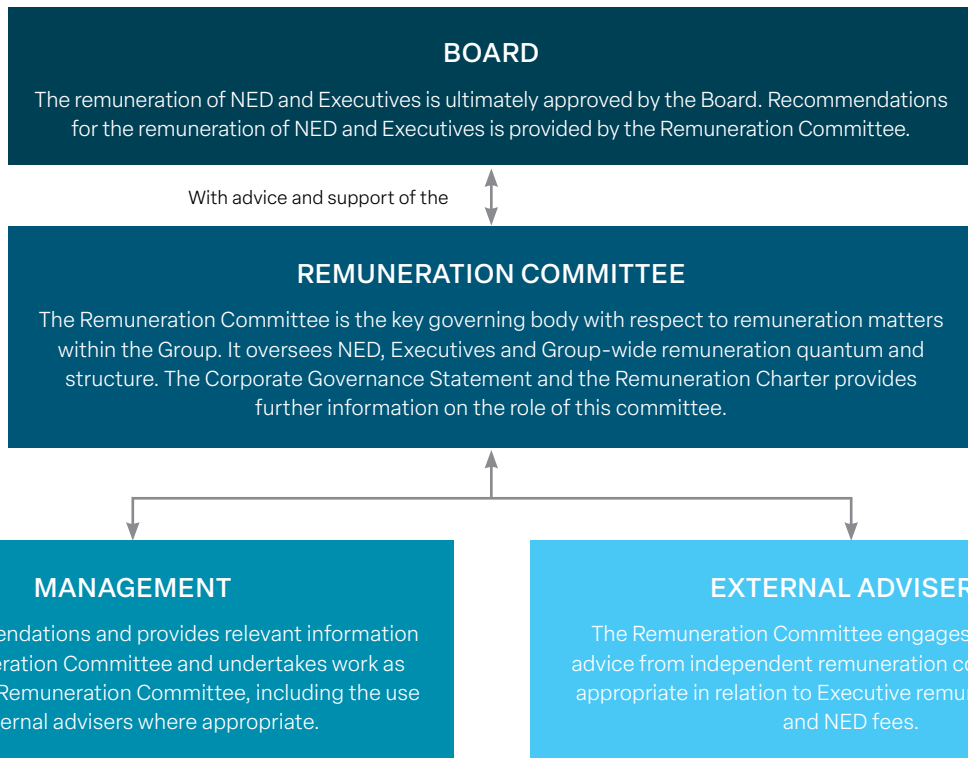 BOARD
The remuneration of NED and Executives is ultimately approved by the Board. Recommendations
for the remuneration of NED and Executives is provided by the Remuneration Committee.
With advice and support of the
REMUNERATION COMMITTEE
The Remuneration Committee is the key governing body with respect to remuneration matters
within the Group. It oversees NED, Executives and Group-wide remuneration quantum and
structure. The Corporate Governance Statement and the Remuneration Charter provides
further information on the role of this committee.
MANAGEMENT
and provides relevant information
Committee and undertakes work as
Remuneration Committee, including the use
advisers where appropriate.
EXTERNAL
The Remuneration Committee engages
advice from independent remuneration
appropriate in relation to Executive
and NED fees.